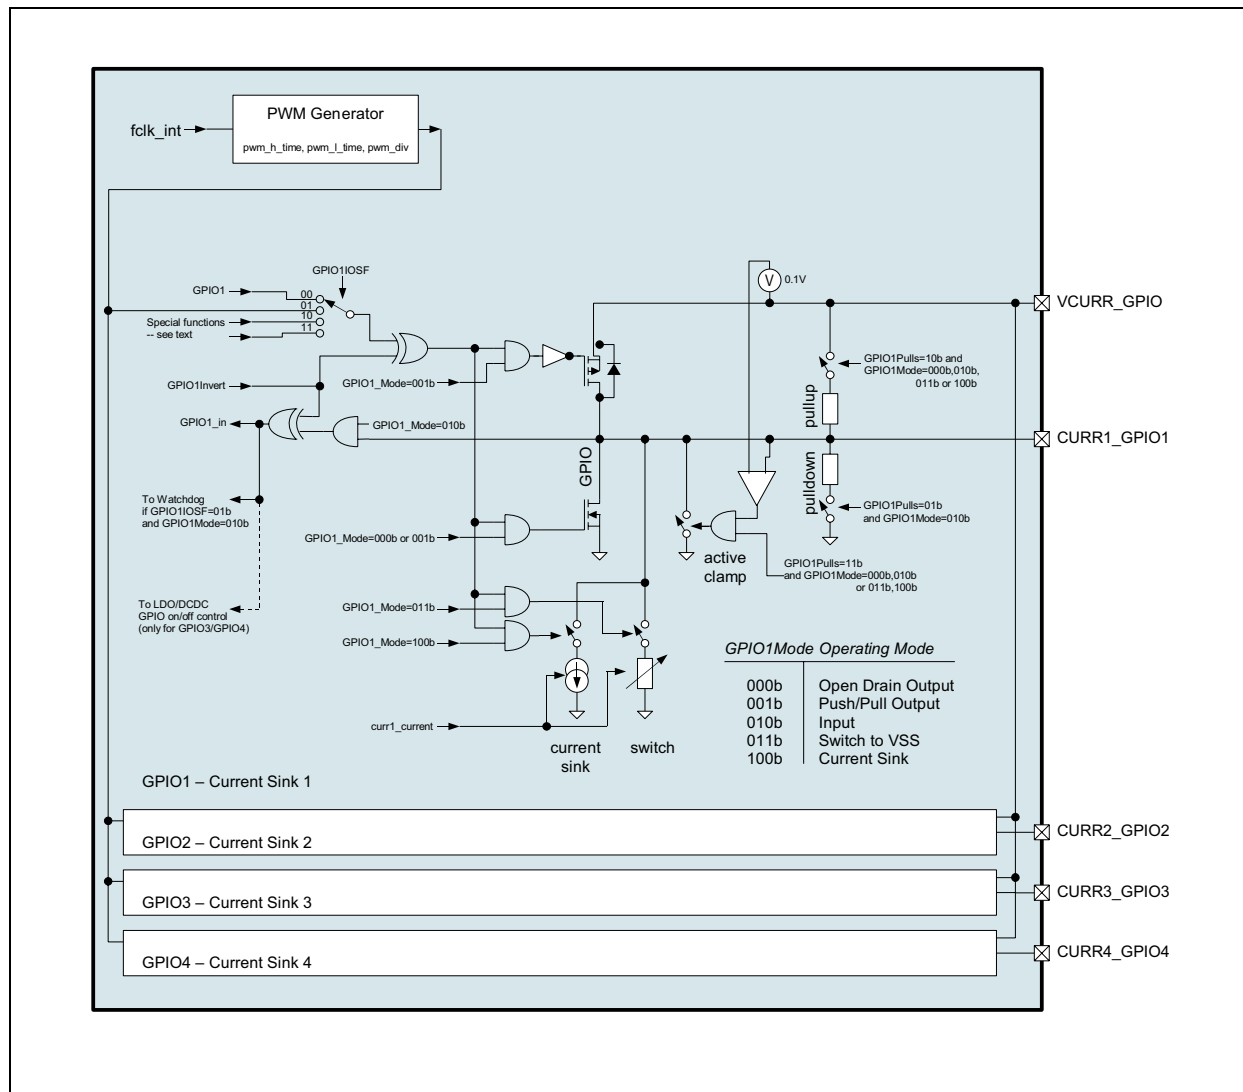 PWM Generator
fclk_int
pwm_h_time, pwm_l_time, pwm_div
GPIO1IOSF
GPIO1
00
01
10
11
Special functions
-- see text
V
0.1V
VCURR_GPIO
GPIO1Invert
GPIO1_Mode=001b
GPIO1Pulls=10b and
GPIO1Mode=000b,010b,
011b or 100b
pullup
GPIO1_in
GPIO1_Mode=010b
CURR1_GPIO1
GPIO
pulldown
To Watchdog
if GPIO1IOSF=01b
and GPIO1Mode=010b
GPIO1Pulls=01b
and GPIO1Mode=010b
GPIO1_Mode=000b or 001b
active
clamp
GPIO1Pulls=11b
and GPIO1Mode=000b,010b
or 011b,100b
To LDO/DCDC
GPIO on/off control
(only for GPIO3/GPIO4)
GPIO1_Mode=011b
GPIO1_Mode=100b
curr1_current
current
sink
switch
GPIO1Mode Operating Mode
000b Open Drain Output
001b Push/Pull Output
010b Input
011b Switch to VSS
100b Current Sink
GPIO1 – Current Sink 1
GPIO2 – Current Sink 2
CURR2_GPIO2
GPIO3 – Current Sink 3
CURR3_GPIO3
GPIO4 – Current Sink 4
CURR4_GPIO4